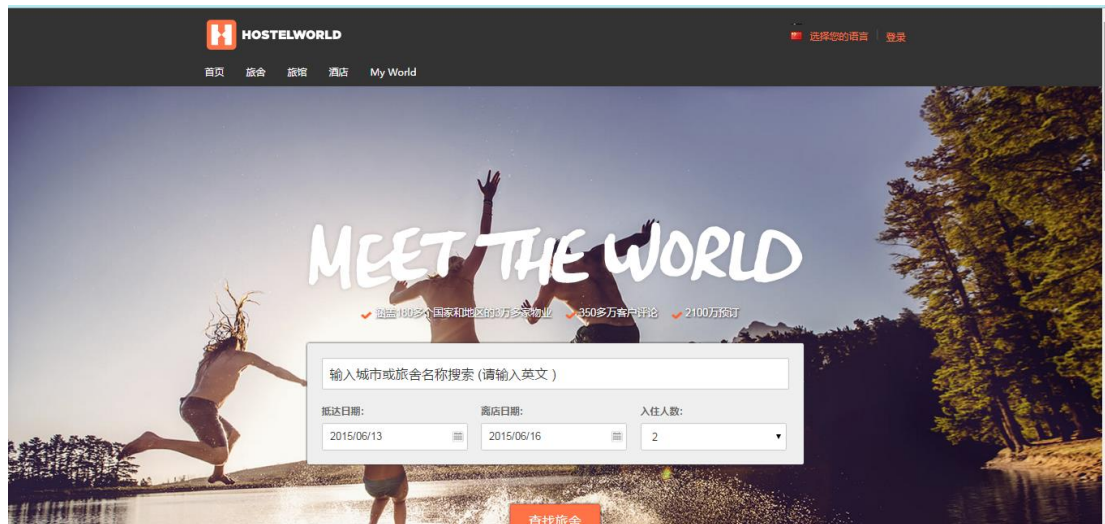 HOSTELWORLD
选择您的语言 登录
首页 旅舍 旅馆 酒店 My World
MEET THE WORLD
涵盖180多个国家和地区的3万多家物业 350多万客户评论 2100万预订
输入城市或旅舍名称搜索 (请输入英文 )
抵达日期: 离店日期: 入住人数:
2015/06/13 2015/06/16 2
查找旅舍